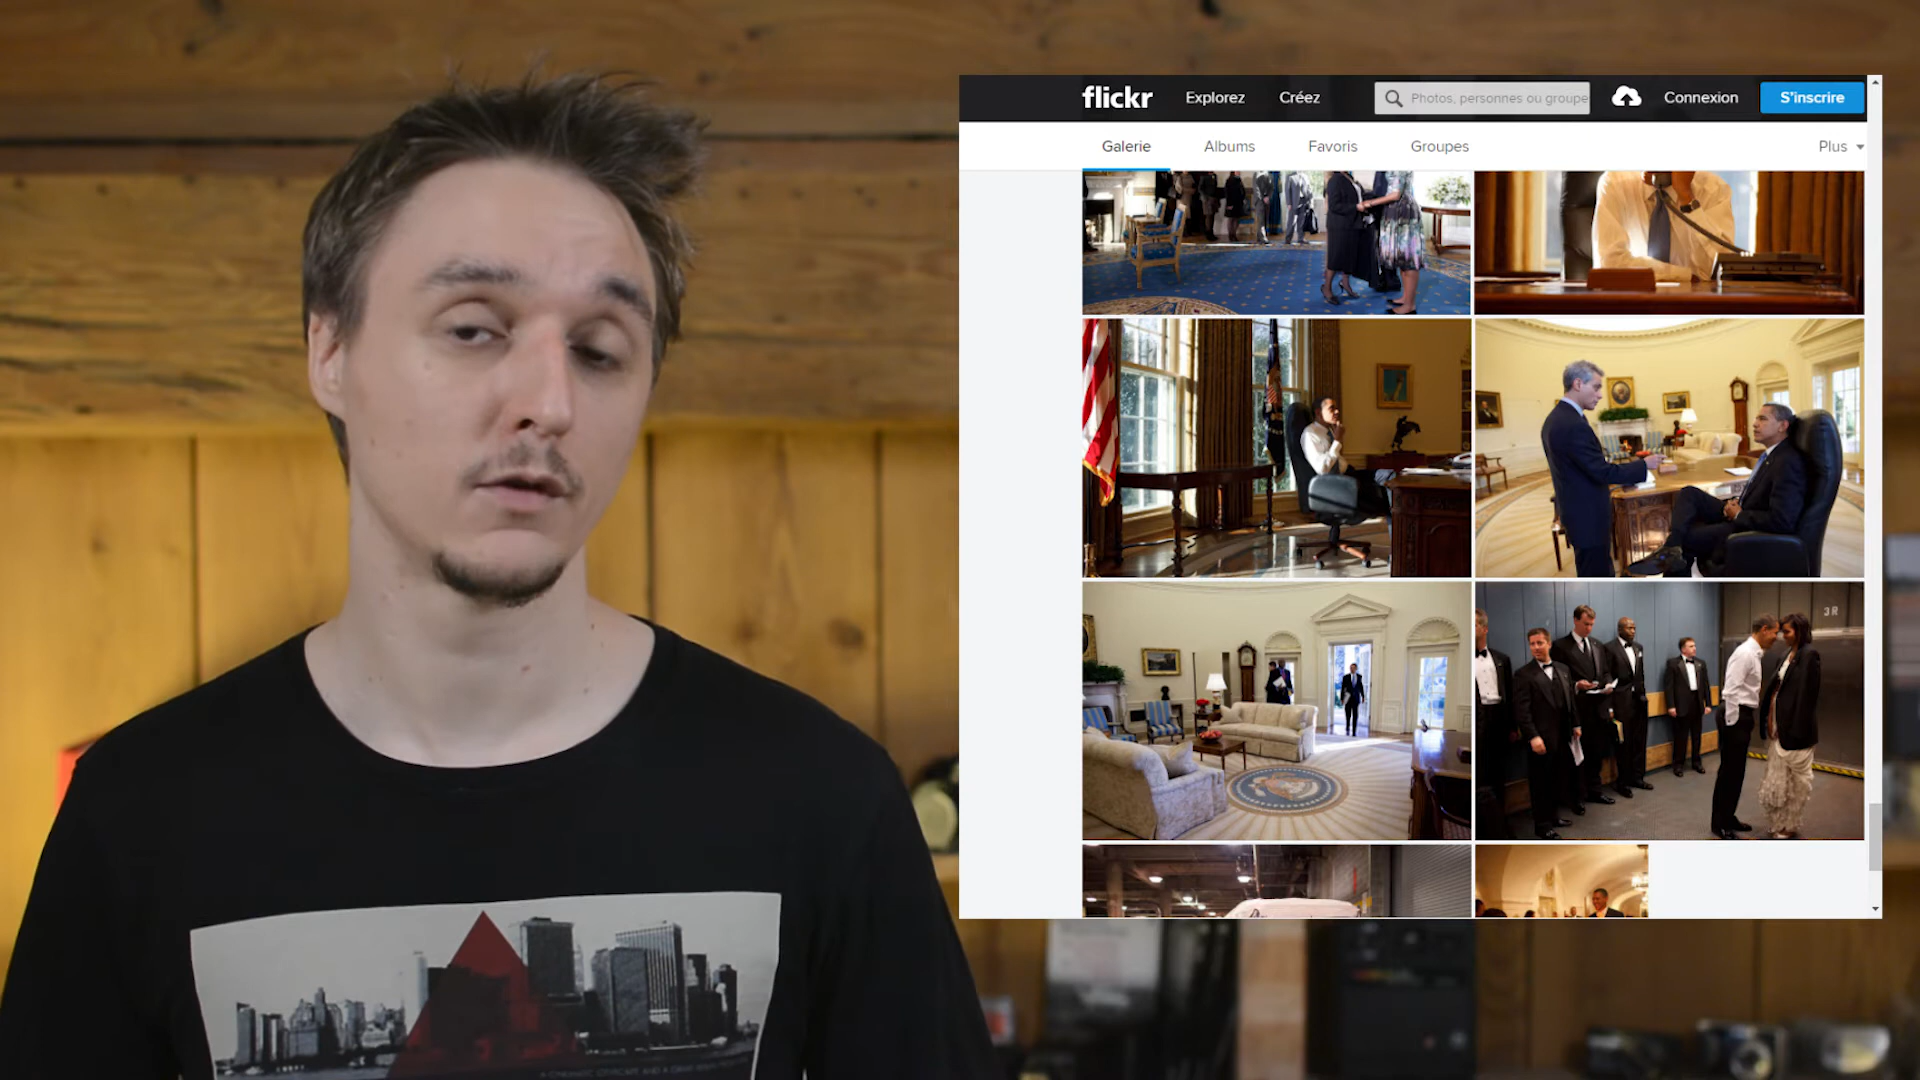 flickr Explorez Créez Photos, personnes ou groupe Connexion S'inscrire
Galerie Albums Favoris Groupes Plus
3R